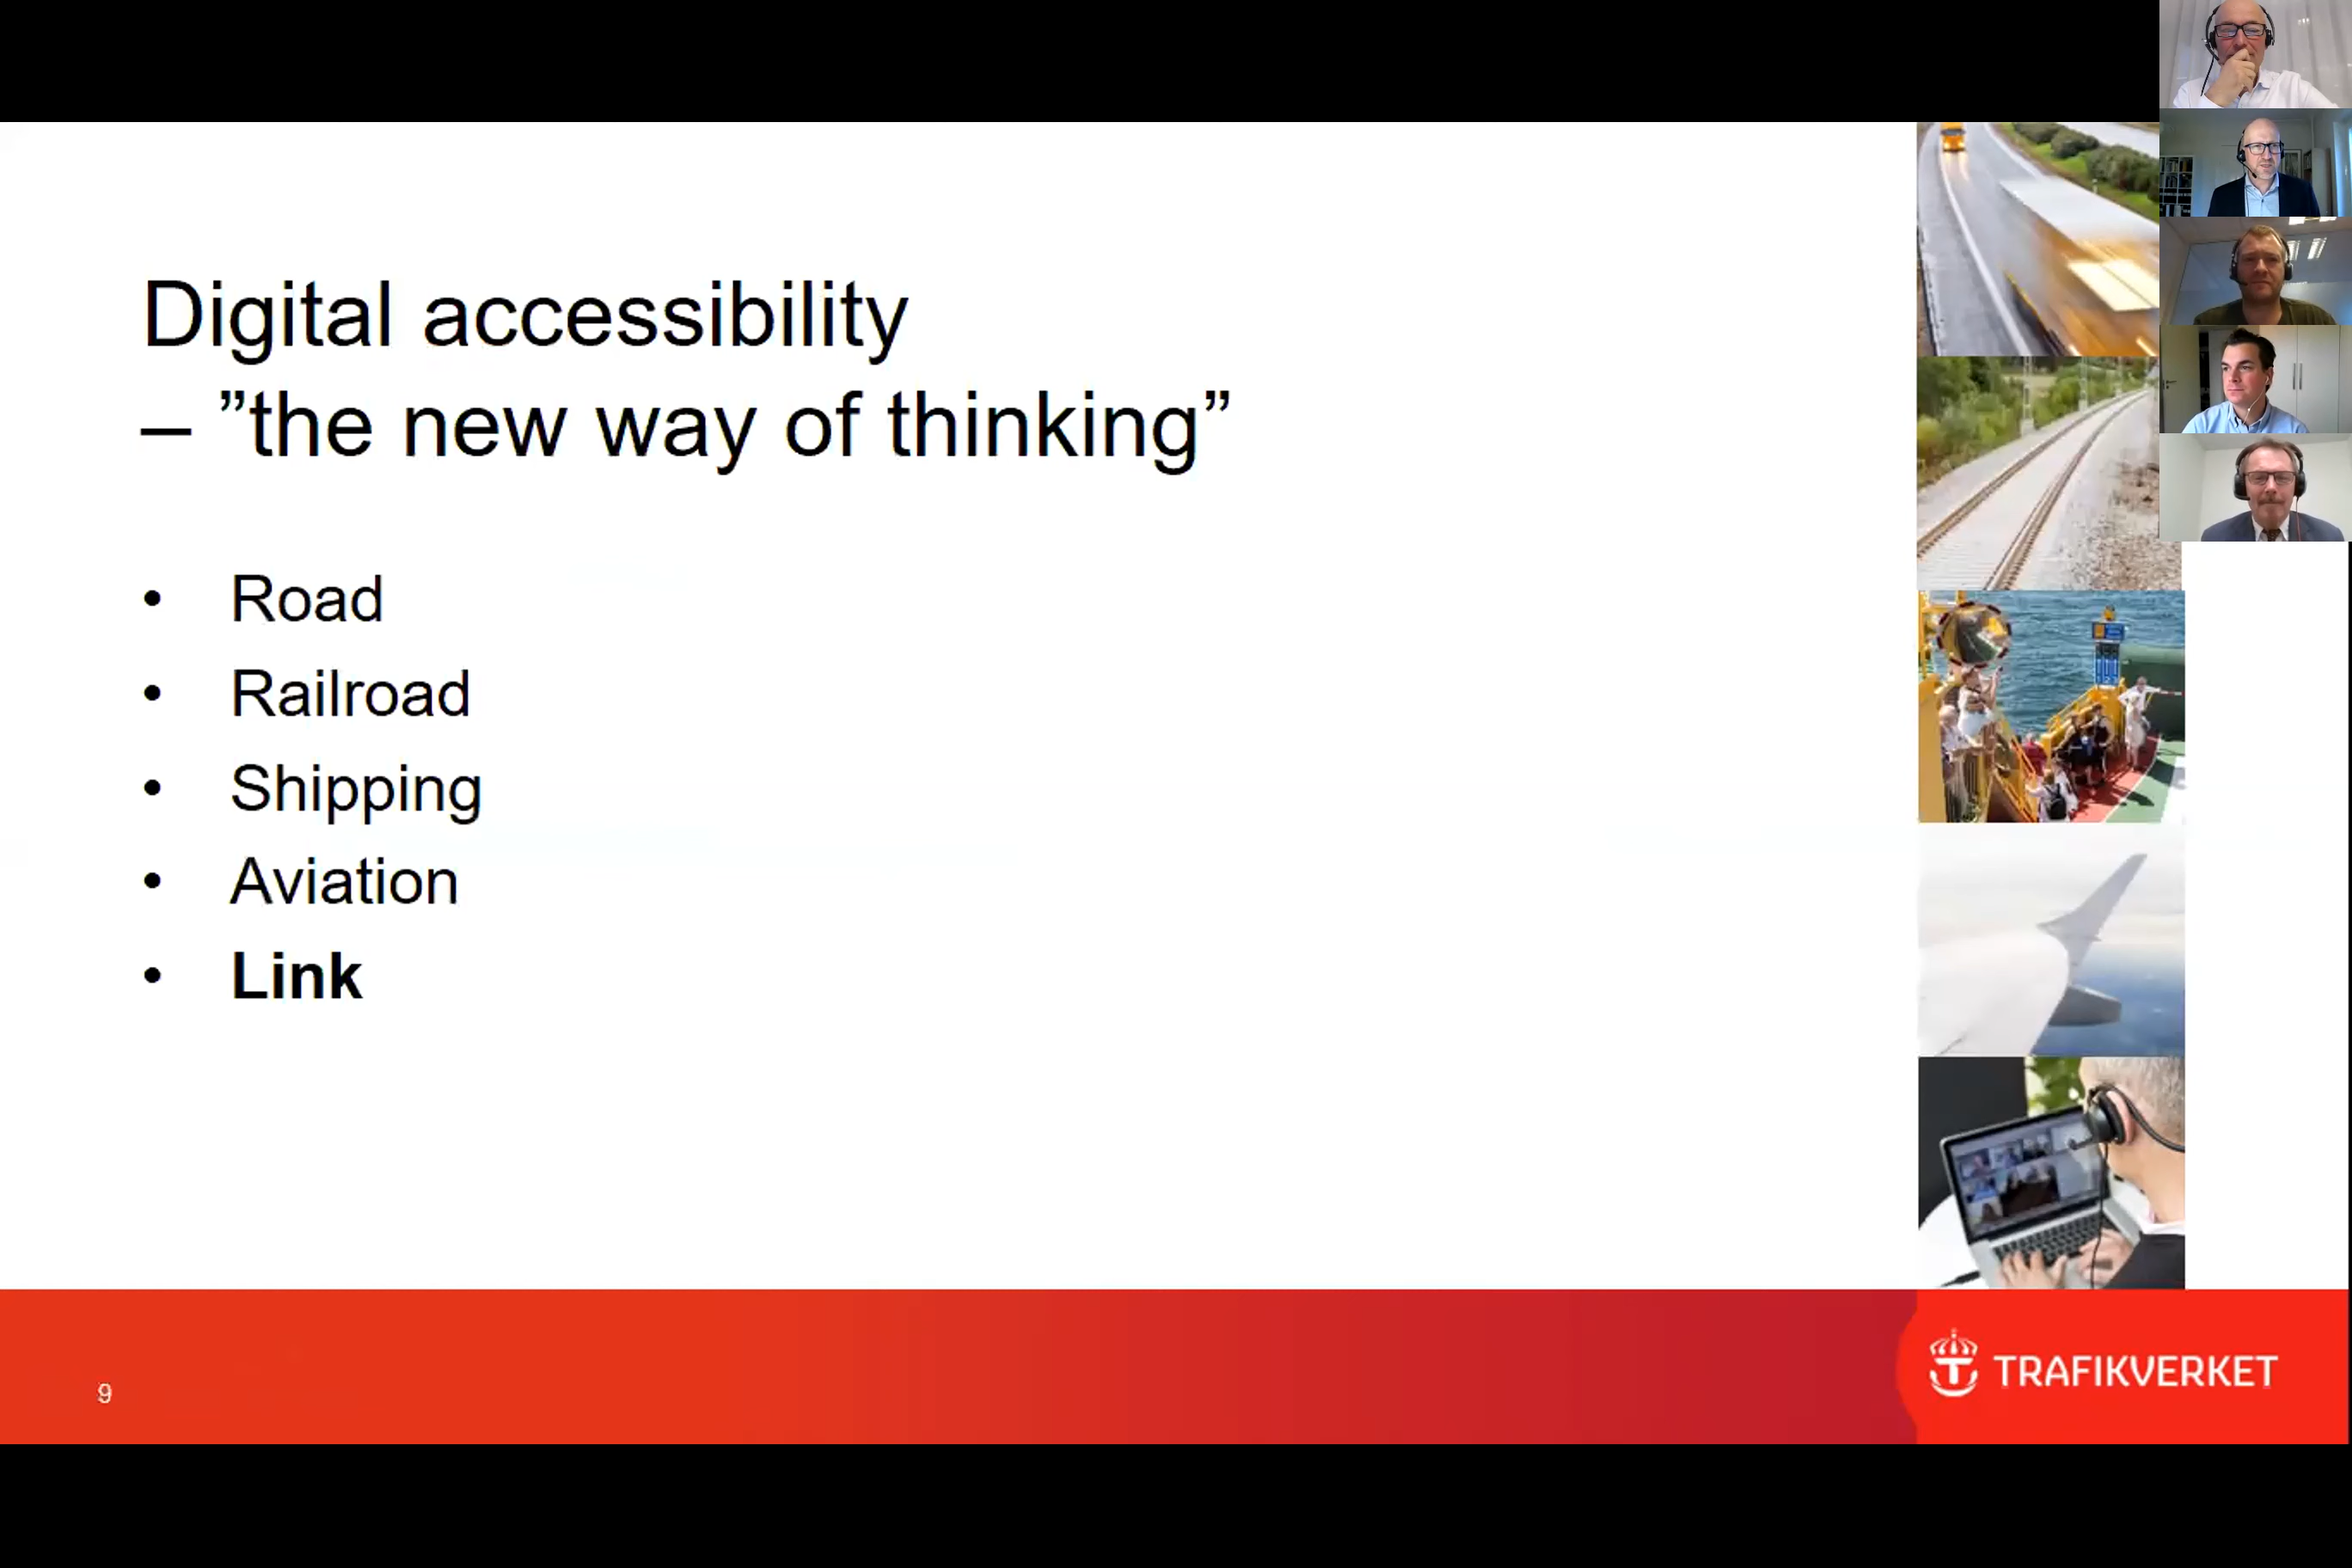 Digital accessibility
– ”the new way of thinking”
• Road
• Railroad
• Shipping
• Aviation
• Link
9
TRAFIKVERKET